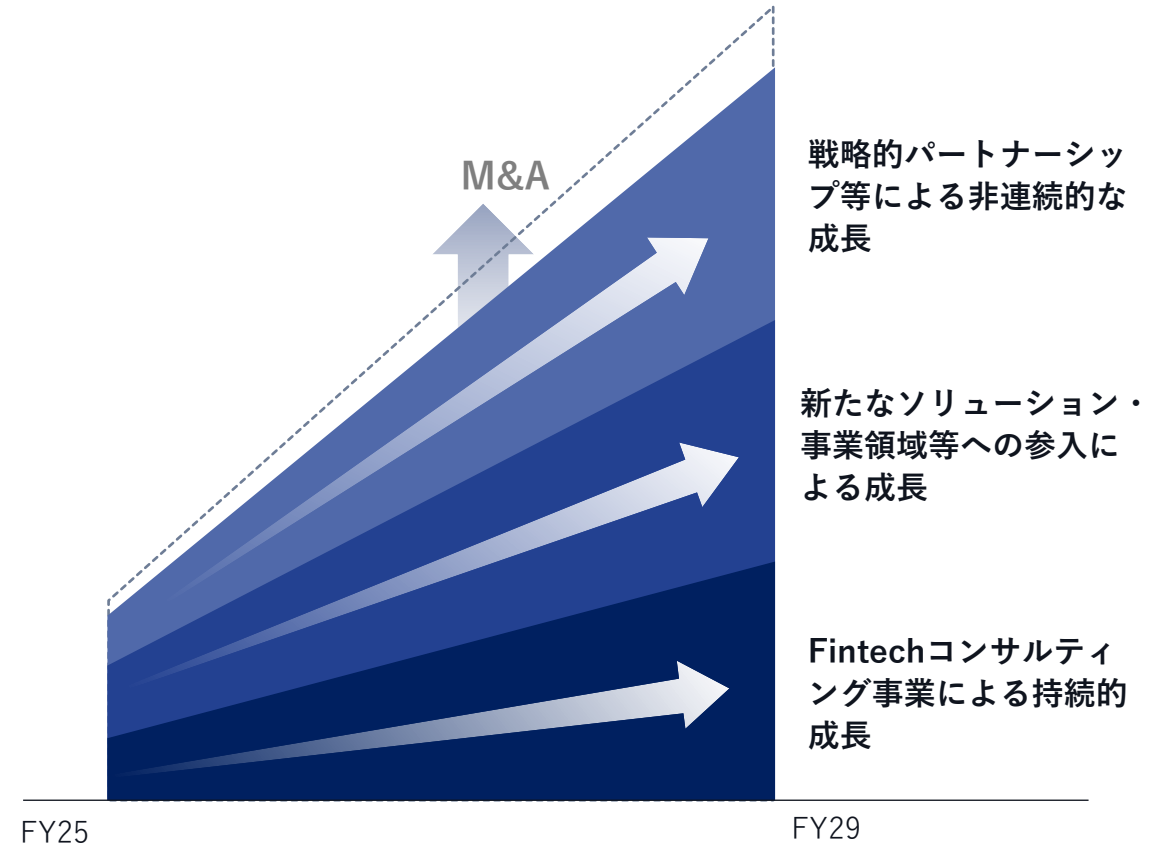 M&A
戦略的パートナーシッ
プ等による非連続的な
成長
新たなソリューション・
事業領域等への参入に
よる成長
Fintechコンサルティ
ング事業による持続的
成長
FY25
FY29